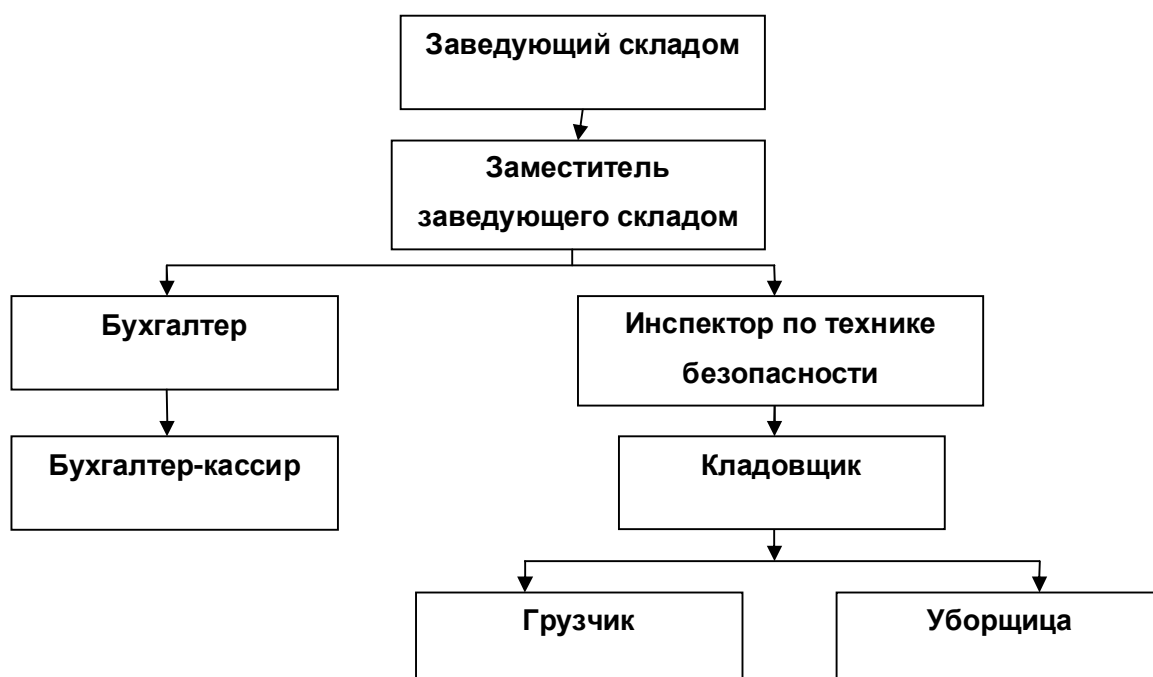 Заведующий складом
Заместитель
заведующего складом
Бухгалтер
Инспектор по технике
безопасности
Бухгалтер-кассир
Кладовщик
Грузчик
Уборщица